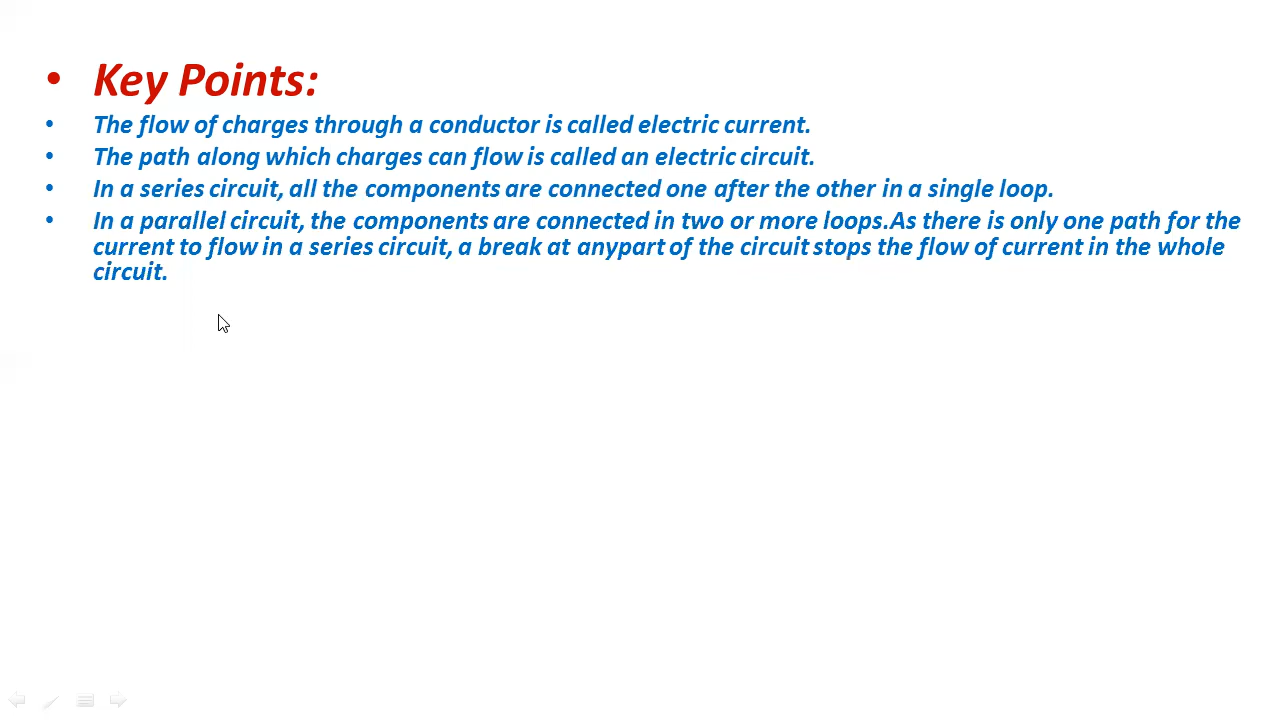 • Key Points:
• The flow of charges through a conductor is called electric current.
• The path along which charges can flow is called an electric circuit.
• In a series circuit, all the components are connected one after the other in a single loop.
• In a parallel circuit, the components are connected in two or more loops.As there is only one path for the
current to flow in a series circuit, a break at anypart of the circuit stops the flow of current in the whole
circuit.